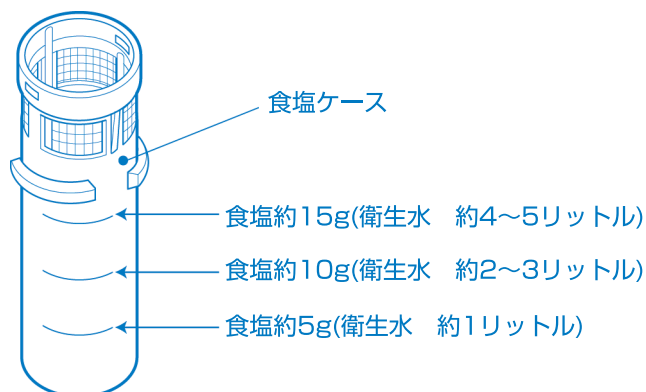 食塩ケース
食塩約15g(衛生水　約4〜5リットル)
食塩約10g(衛生水　約2〜3リットル)
食塩約5g(衛生水　約1リットル)